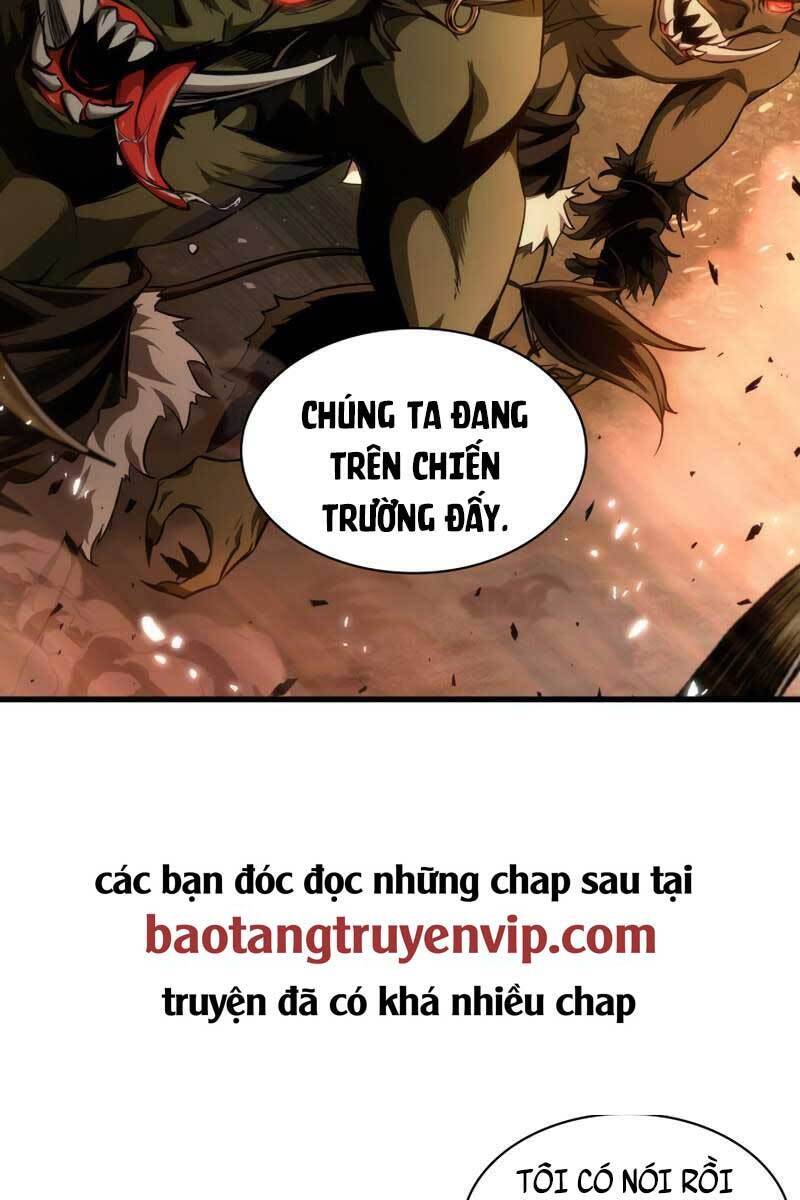 CHÚNG TA ĐANG
TRÊN CHIẾN
TRƯỜNG ĐẤY.
các bạn đóc đọc những chap sau tại
baotangtruyenvip.com
truyện đã có khá nhiều chap
TÔI CÓ NÓI RỒI